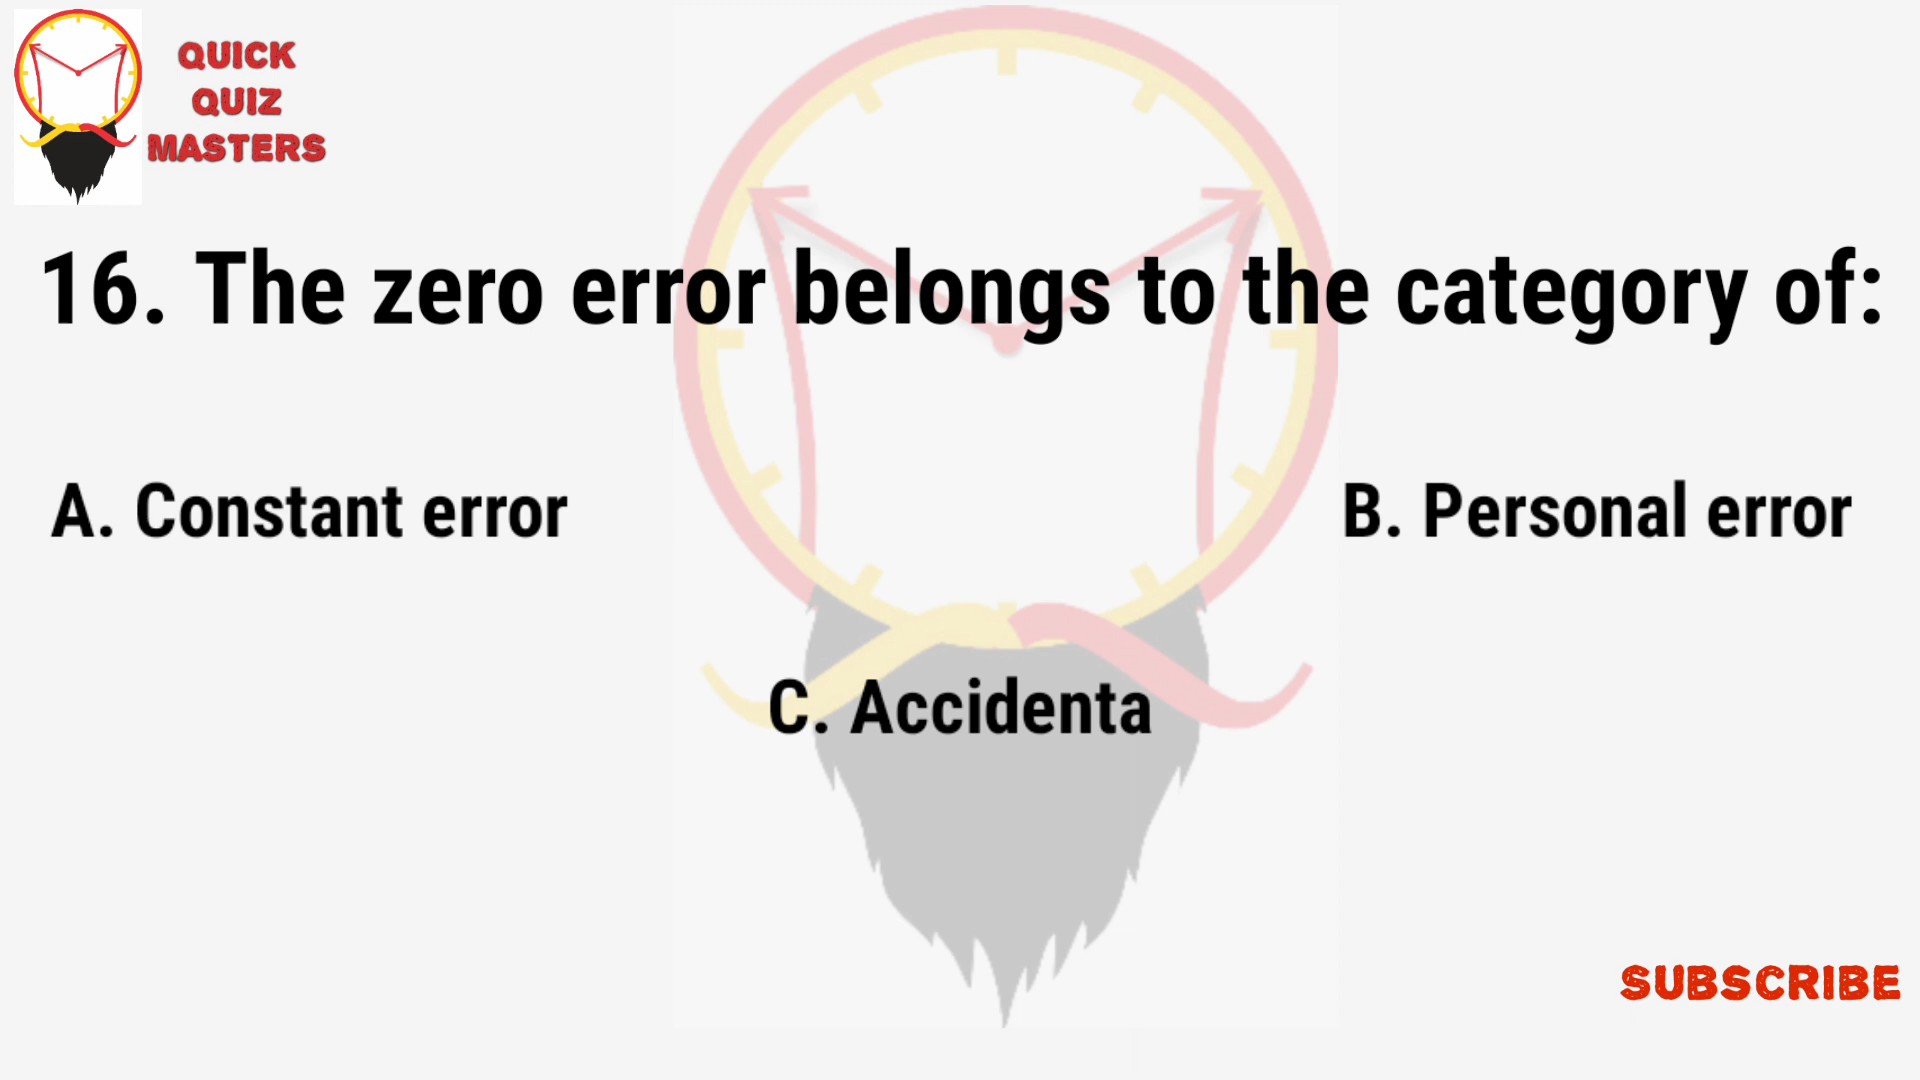 QUICK
QUIZ
MASTERS
16. The zero error belongs to the category of:
A. Constant error
B. Personal error
C. Accidenta
SUBSCRIBE